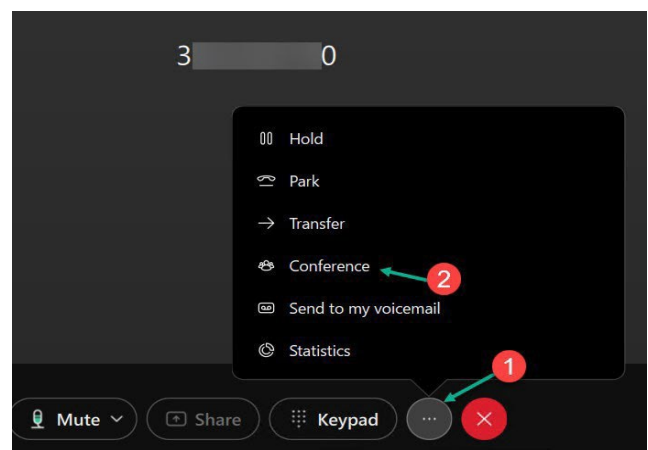 3 0
Hold
Park
Transfer
Conference
2
Send to my voicemail
Statistics
1
Mute
Share
Keypad